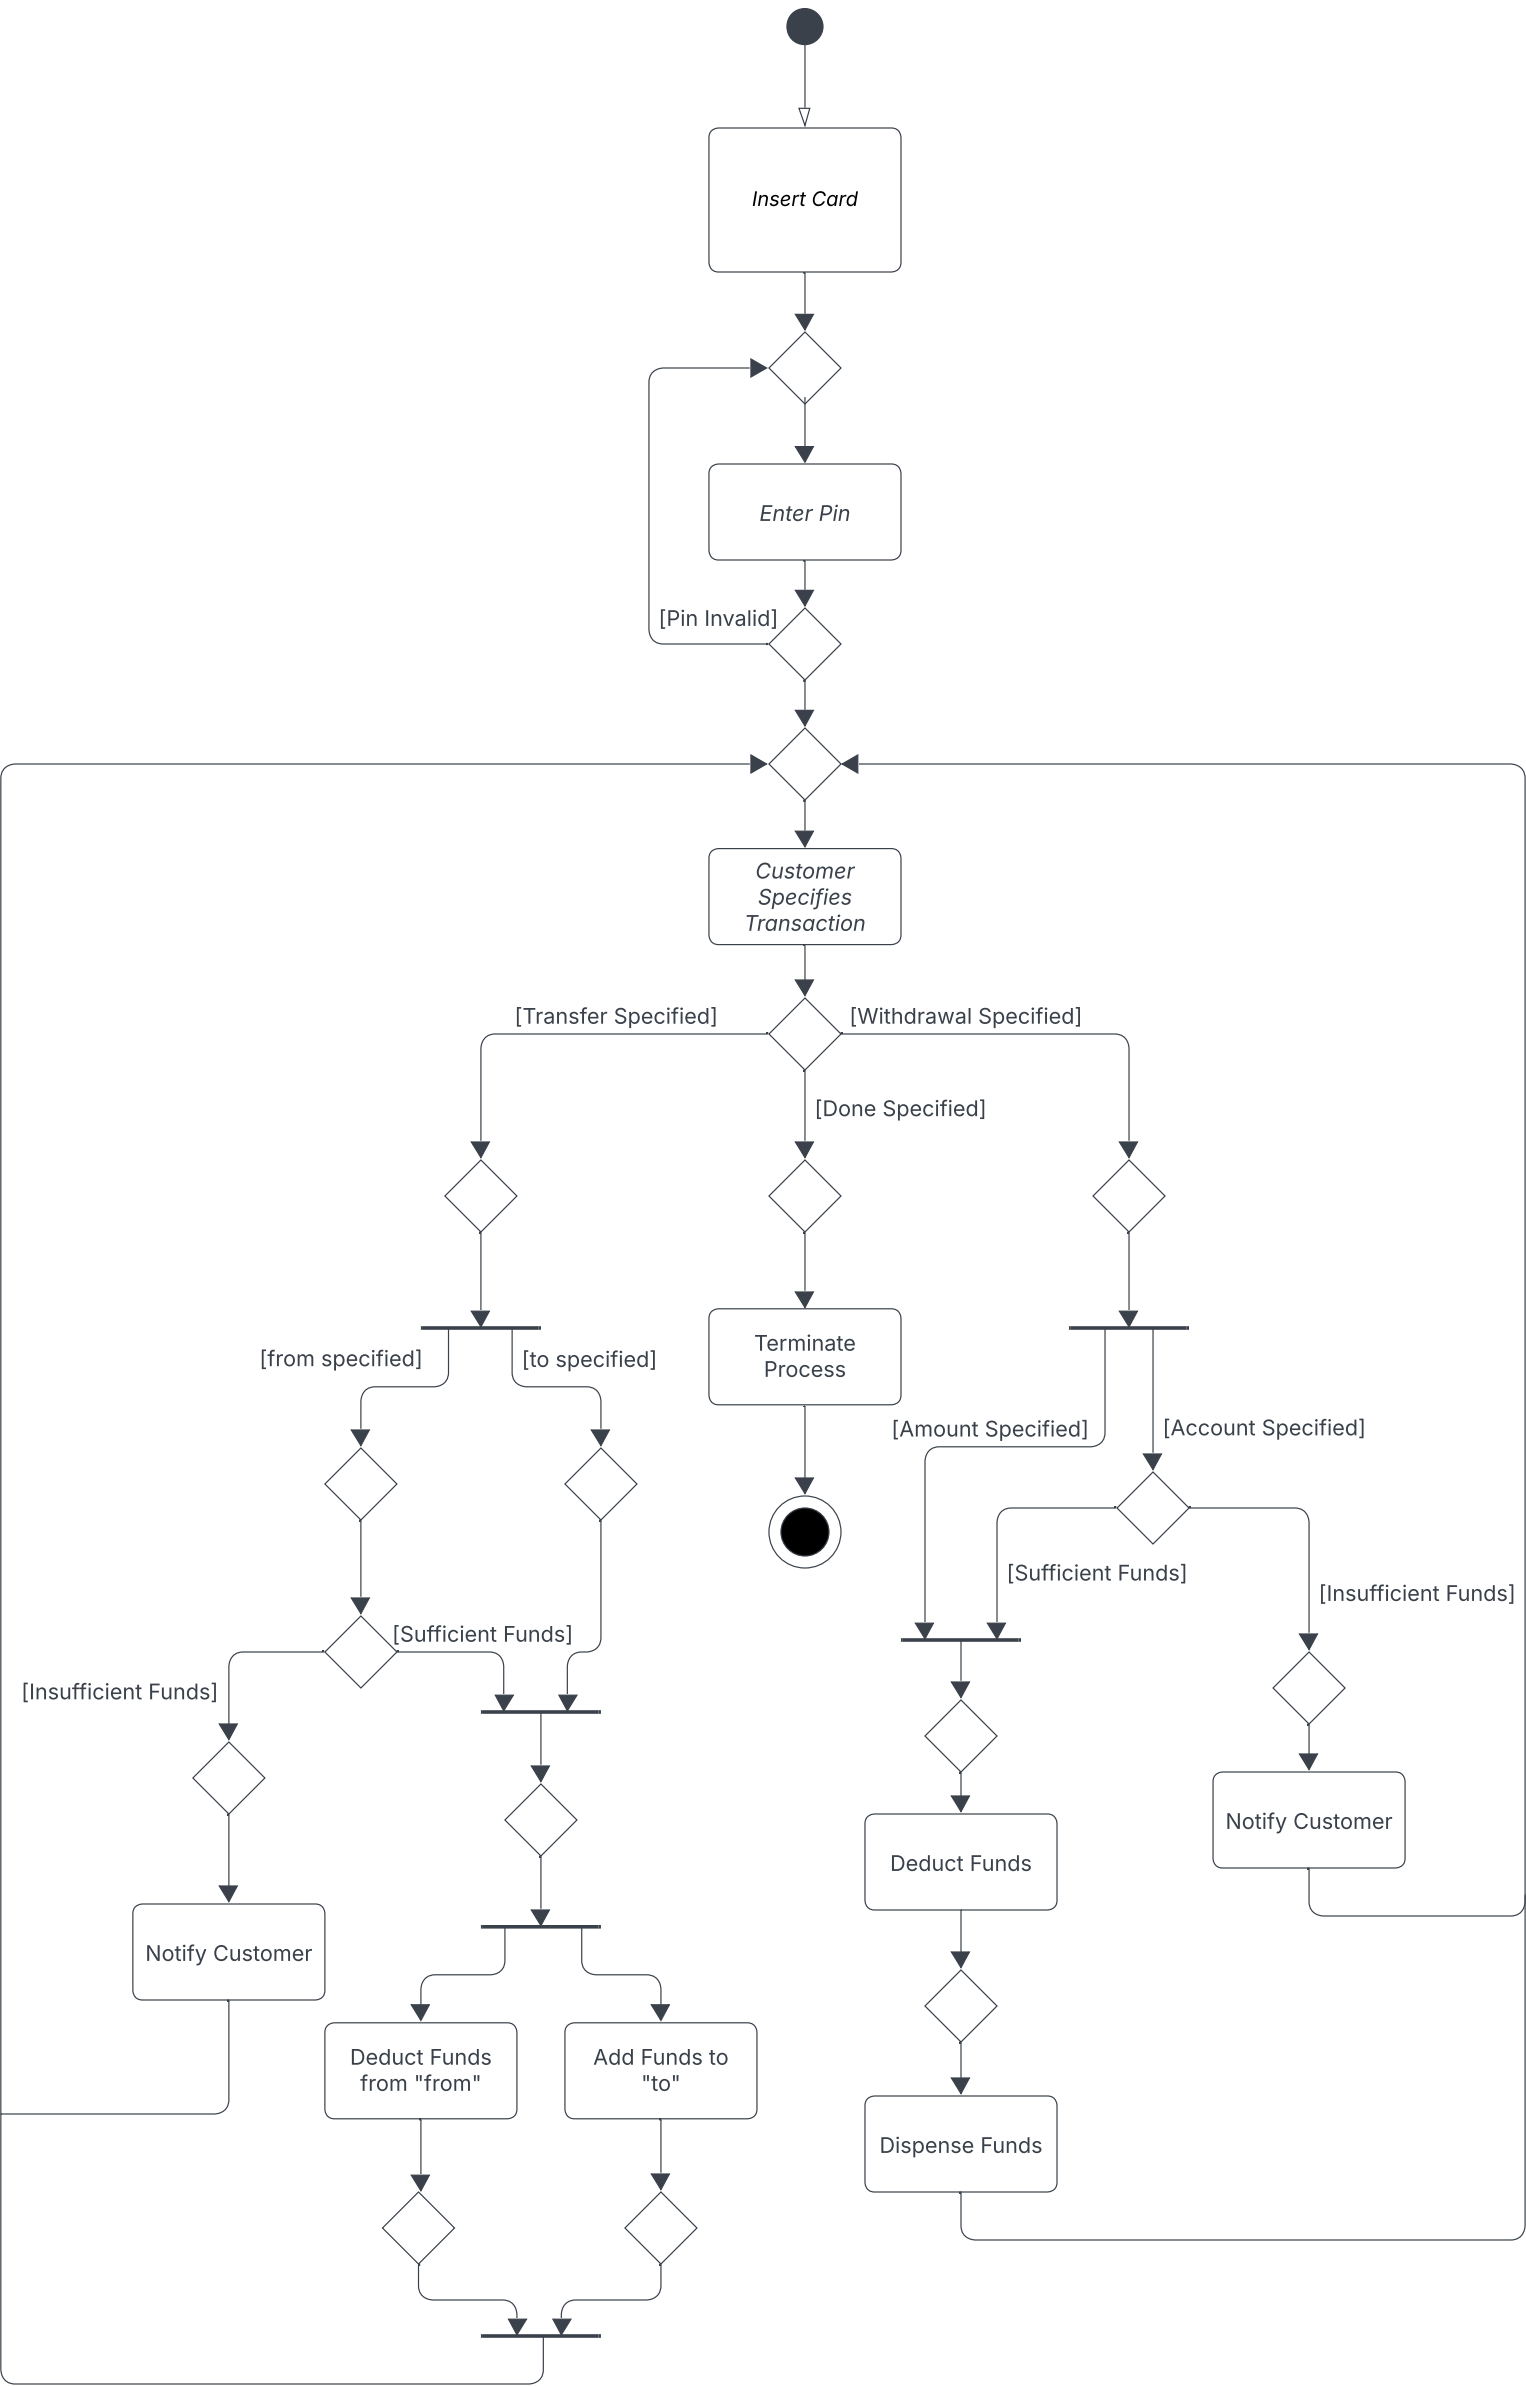 Insert Card
Enter Pin
[Pin Invalid]
Customer
Specifies
Transaction
[Transfer Specified]
[Withdrawal Specified]
[Done Specified]
[from specified]
[to specified]
Terminate
Process
[Amount Specified]
[Account Specified]
[Sufficient Funds]
[Insufficient Funds]
[Sufficient Funds]
[Insufficient Funds]
Notify Customer
Deduct Funds
Notify Customer
Deduct Funds
from "from"
Add Funds to
"to"
Dispense Funds